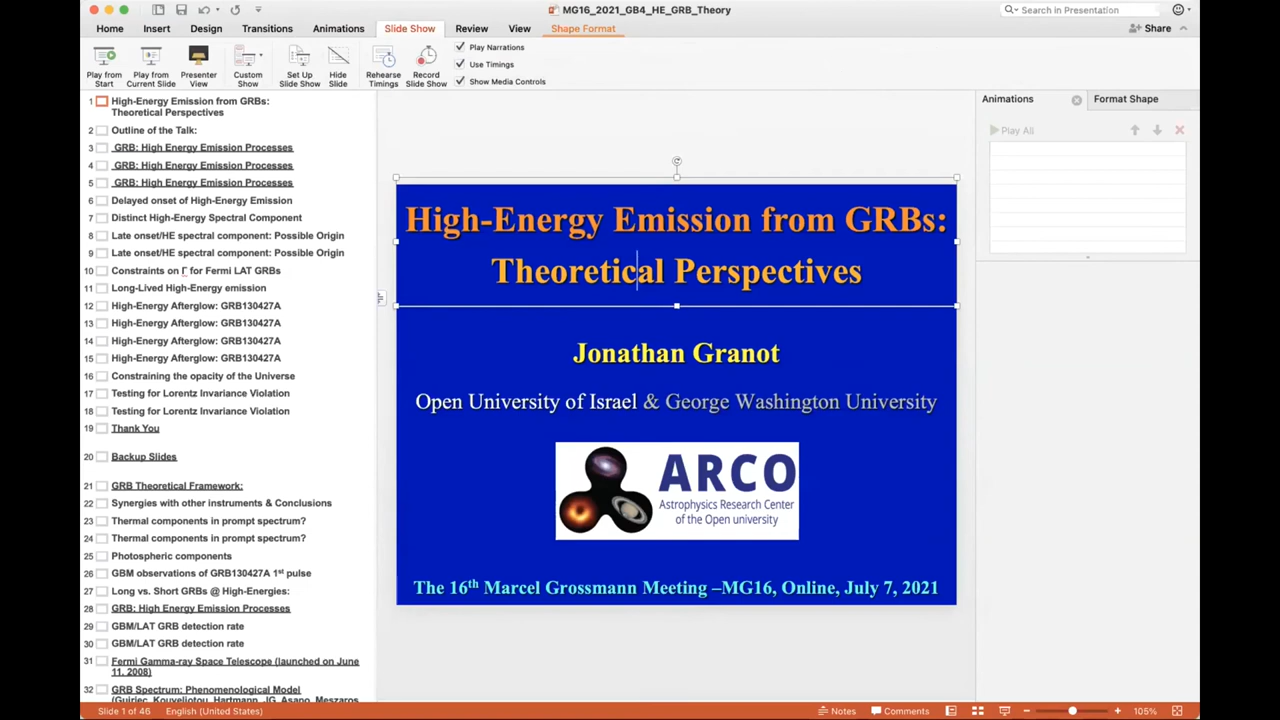 MG16_2021_GB4_HE_GRB_Theory
Search in Presentation
Home Insert Design Transitions Animations Slide Show Review View Shape Format
Share
Play from Start
Play from Current Slide
Presenter View
Custom Show
Set Up Slide Show
Hide Slide
Rehearse Timings
Record Slide Show
Play Narrations
Use Timings
Show Media Controls
1 High-Energy Emission from GRBs:
Theoretical Perspectives
2 Outline of the Talk:
3 GRB: High Energy Emission Processes
4 GRB: High Energy Emission Processes
5 GRB: High Energy Emission Processes
6 Delayed onset of High-Energy Emission
7 Distinct High-Energy Spectral Component
8 Late onset/HE spectral component: Possible Origin
9 Late onset/HE spectral component: Possible Origin
10 Constraints on Γ for Fermi LAT GRBs
11 Long-Lived High-Energy emission
12 High-Energy Afterglow: GRB130427A
13 High-Energy Afterglow: GRB130427A
14 High-Energy Afterglow: GRB130427A
15 High-Energy Afterglow: GRB130427A
16 Constraining the opacity of the Universe
17 Testing for Lorentz Invariance Violation
18 Testing for Lorentz Invariance Violation
19 Thank You
20 Backup Slides
21 GRB Theoretical Framework:
22 Synergies with other instruments & Conclusions
23 Thermal components in prompt spectrum?
24 Thermal components in prompt spectrum?
25 Photospheric components
26 GBM observations of GRB130427A 1st pulse
27 Long vs. Short GRBs @ High-Energies:
28 GRB: High Energy Emission Processes
29 GBM/LAT GRB detection rate
30 GBM/LAT GRB detection rate
31 Fermi Gamma-ray Space Telescope (launched on June
11, 2008)
32 GRB Spectrum: Phenomenological Model
(Guiriec, Kouveliotou, Hartmann, JG, Asano, Meszaros
High-Energy Emission from GRBs:
Theoretical Perspectives
Jonathan Granot
Open University of Israel & George Washington University
ARCO
Astrophysics Research Center
of the Open university
The 16th Marcel Grossmann Meeting –MG16, Online, July 7, 2021
Animations
Format Shape
Play All
Slide 1 of 46 English (United States)
Notes Comments 105%